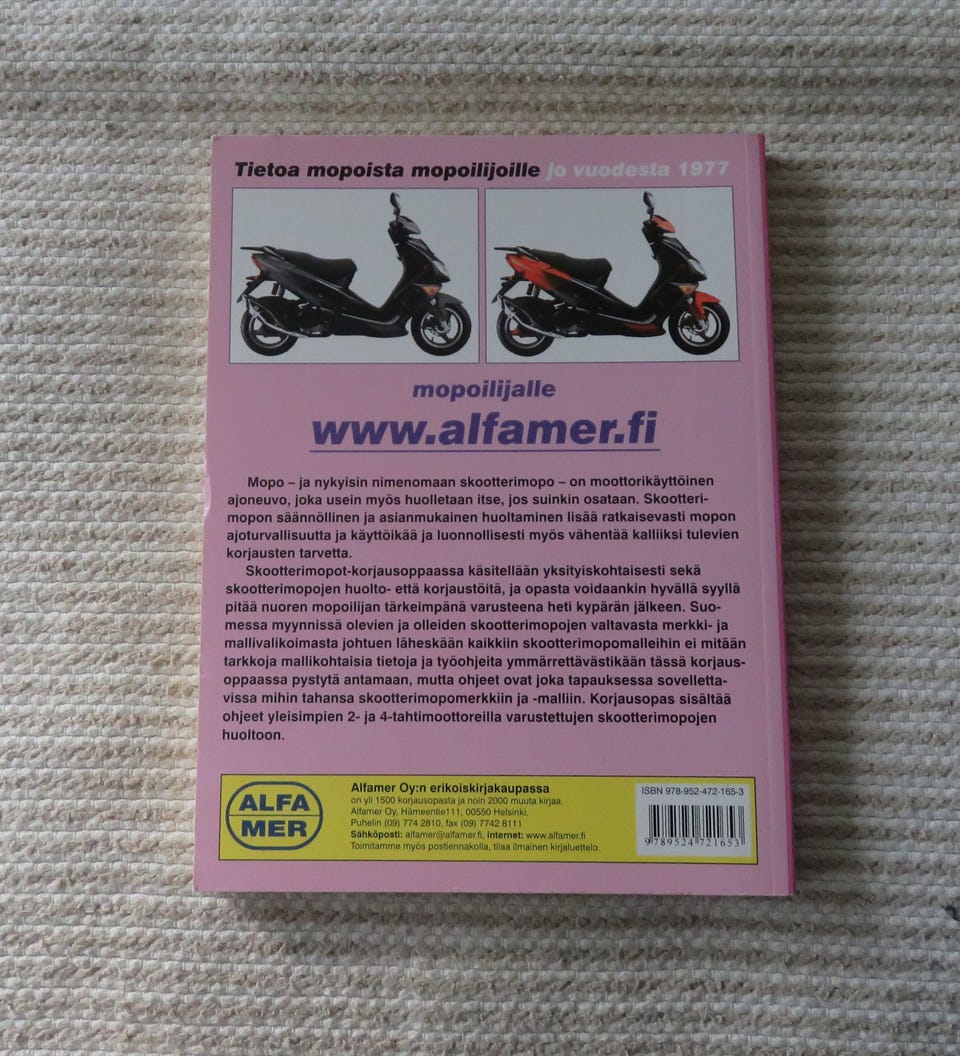 Tietoa mopoista mopoilijoille jo vuodesta 1977
mopoilijalle
www.alfamer.fi
Mopo – ja nykyisin nimenomaan skootterimopo – on moottorikäyttöinen
ajoneuvo, joka usein myös huolletaan itse, jos suinkin osataan. Skootteri-
mopon säännöllinen ja asianmukainen huoltaminen lisää ratkaisevasti mopon
ajoturvallisuutta ja käyttöikää ja luonnollisesti myös vähentää kalliiksi tulevien
korjausten tarvetta.
Skootterimopot-korjausoppaassa käsitellään yksityiskohtaisesti sekä
skootterimopojen huolto- että korjaustöitä, ja opasta voidaankin hyvällä syyllä
pitää nuoren mopoilijan tärkeimpänä varusteena heti kypärän jälkeen. Suo-
messa myynnissä olevien ja olleiden skootterimopojen valtavasta merkki- ja
mallivalikoimasta johtuen läheskään kaikkiin skootterimopomalleihin ei mitään
tarkkoja mallikohtaisia tietoja ja työohjeita ymmärrettävästikään tässä korjaus-
oppaassa pystytä antamaan, mutta ohjeet ovat joka tapauksessa sovelletta-
vissa mihin tahansa skootterimopomerkkiin ja -malliin. Korjausopas sisältää
ohjeet yleisimpien 2- ja 4-tahtimoottoreilla varustettujen skootterimopojen
huoltoon.
ALFA
MER
Alfamer Oy:n erikoiskirjakaupassa
on yli 1500 korjausopasta ja noin 2000 muuta kirjaa.
Alfamer Oy, Hämeentie111, 00550 Helsinki.
Puhelin (09) 774 2810, fax (09) 7742 8111
Sähköposti: alfamer@alfamer.fi, internet: www.alfamer.fi
Toimitamme myös postiennakolla, tilaa ilmainen kirjaluettelo.
ISBN 978-952-472-165-3
9 789524 721653